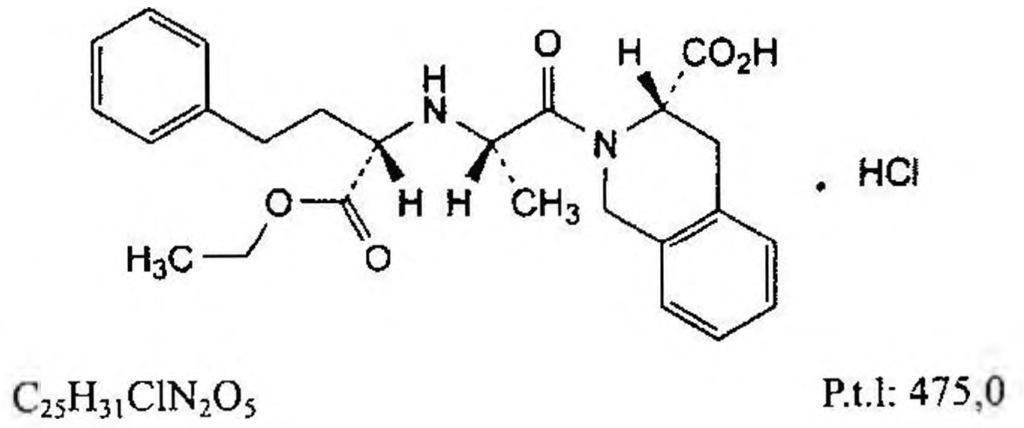 O
H
CO₂H
H
N
N
HCl
O
H
H
CH₃
H₃C
O
C₂₅H₃₁ClN₂O₅
P.t.l: 475,0